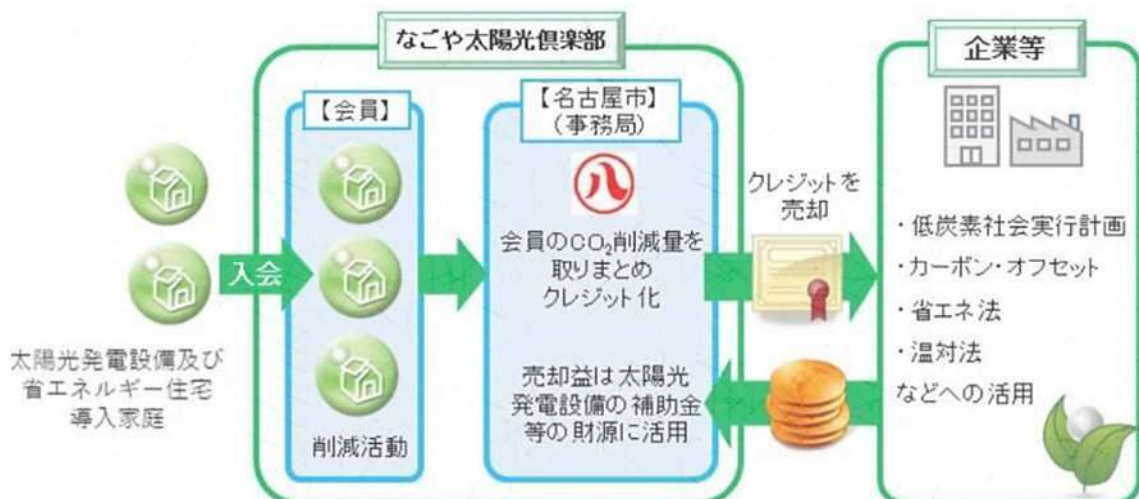 なごや太陽光倶楽部
企業等
【会員】
【名古屋市】
(事務局)
八
クレジットを
売却
会員のCO₂削減量を
取りまとめ
クレジット化
入会
・低炭素社会実行計画
・カーボン・オフセット
・省エネ法
・温対法
などへの活用
太陽光発電設備及び
省エネルギー住宅
導入家庭
売却益は太陽光
発電設備の補助金
等の財源に活用
削減活動